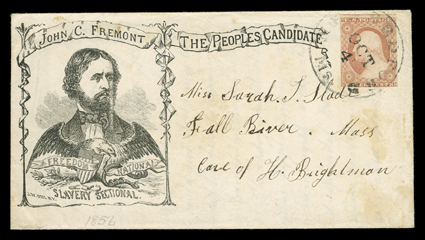 JOHN C. FREMONT
THE PEOPLES CANDIDATE
OCT
4
Miss Sarah T. Slade
Fall River. Mass
Care of H. Brightman
FREEDOM NATIONAL
SLAVERY SECTIONAL.
1856